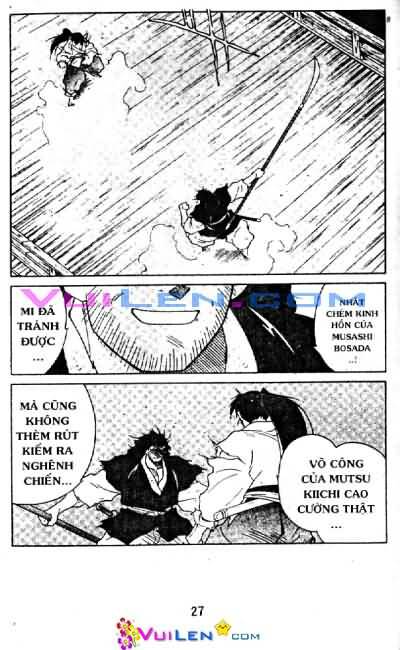 MI ĐÃ
TRÁNH
ĐƯỢC
...
NHÁT
CHÉM KINH
HỒN CỦA
MUSASHI
BOSADA
...
VuiLen.com
MÀ CŨNG
KHÔNG
THÈM RÚT
KIẾM RA
NGHÊNH
CHIẾN...
VÕ CÔNG
CỦA MUTSU
KIICHI CAO
CƯỜNG THẬT
...
27
VuiLen.com